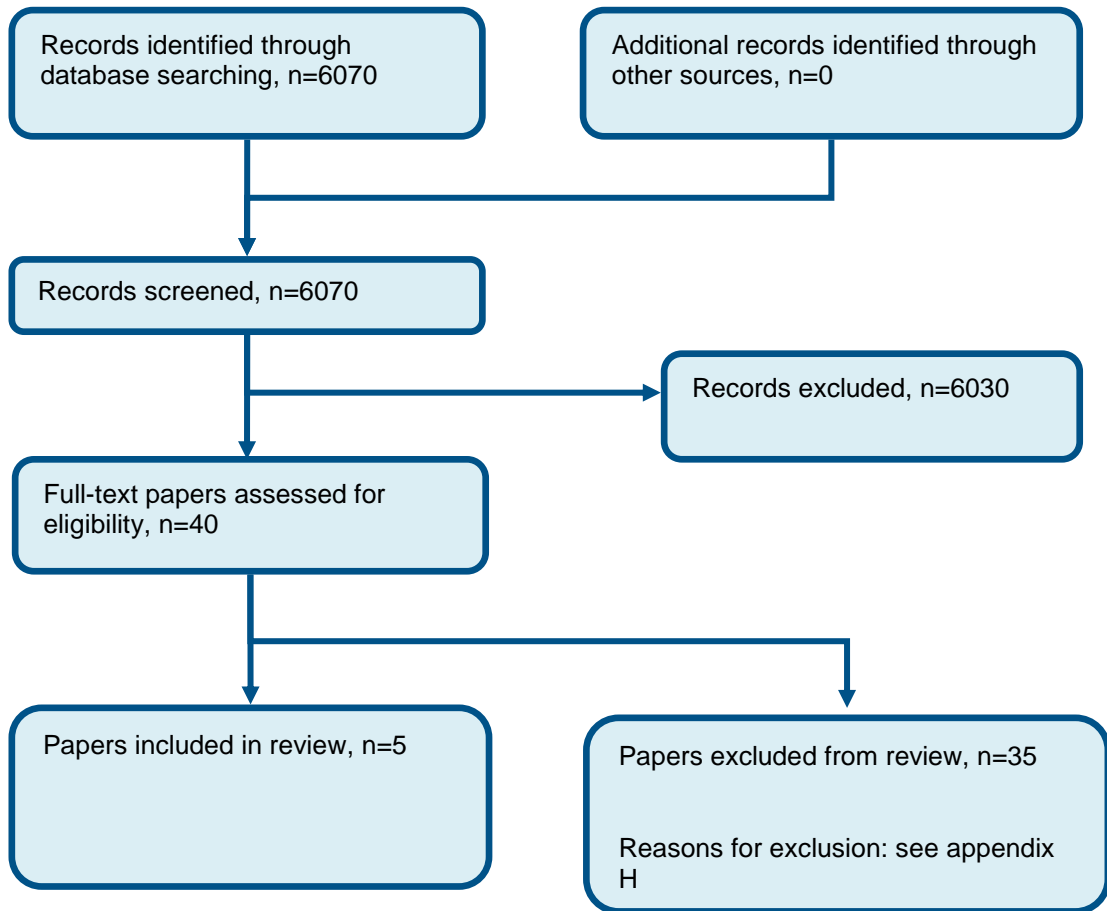 Records identified through
database searching, n=6070
Additional records identified through
other sources, n=0
Records screened, n=6070
Records excluded, n=6030
Full-text papers assessed for
eligibility, n=40
Papers included in review, n=5
Papers excluded from review, n=35
Reasons for exclusion: see appendix
H